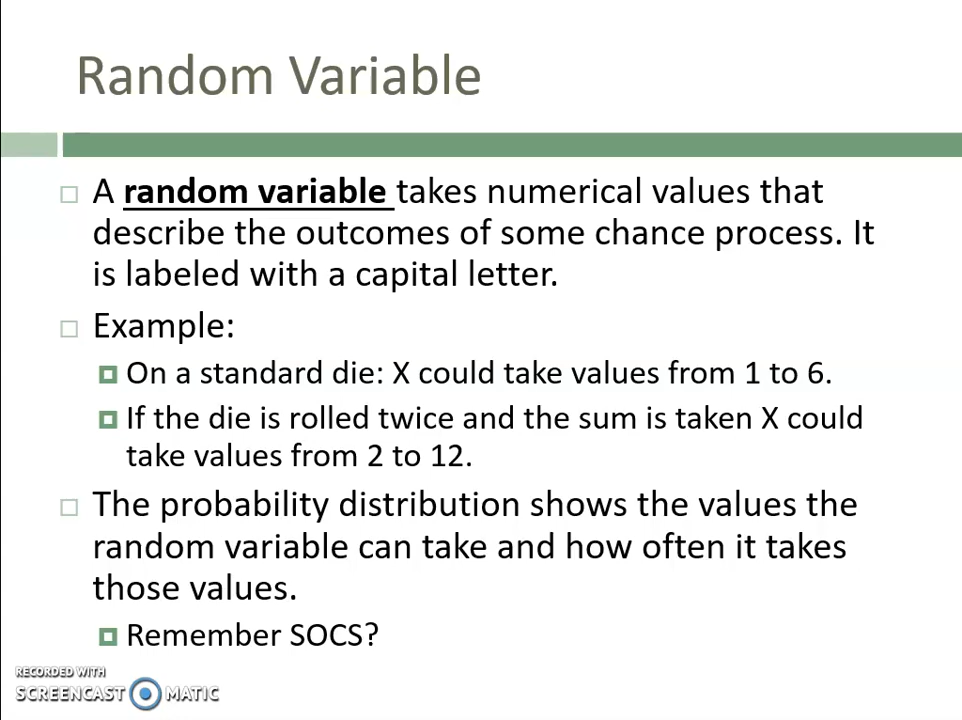 Random Variable
A random variable takes numerical values that
describe the outcomes of some chance process. It
is labeled with a capital letter.
Example:
On a standard die: X could take values from 1 to 6.
If the die is rolled twice and the sum is taken X could
take values from 2 to 12.
The probability distribution shows the values the
random variable can take and how often it takes
those values.
Remember SOCS?
RECORDED WITH
SCREENCAST MATIC